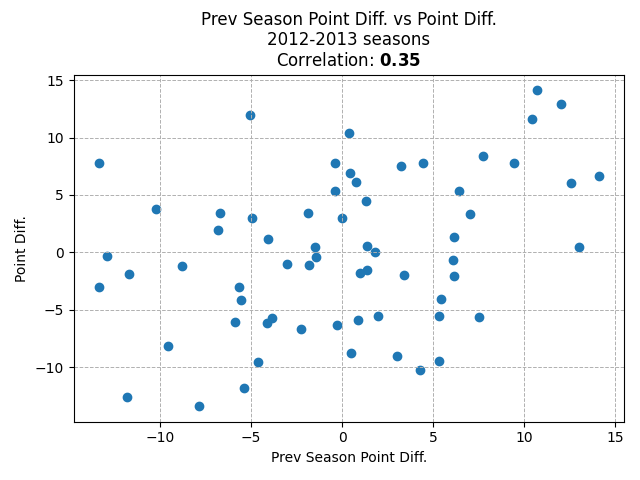 Prev Season Point Diff. vs Point Diff.
2012-2013 seasons
Correlation: 0.35
15
10
5
0
−5
−10
Point Diff.
−10 −5 0 5 10 15
Prev Season Point Diff.